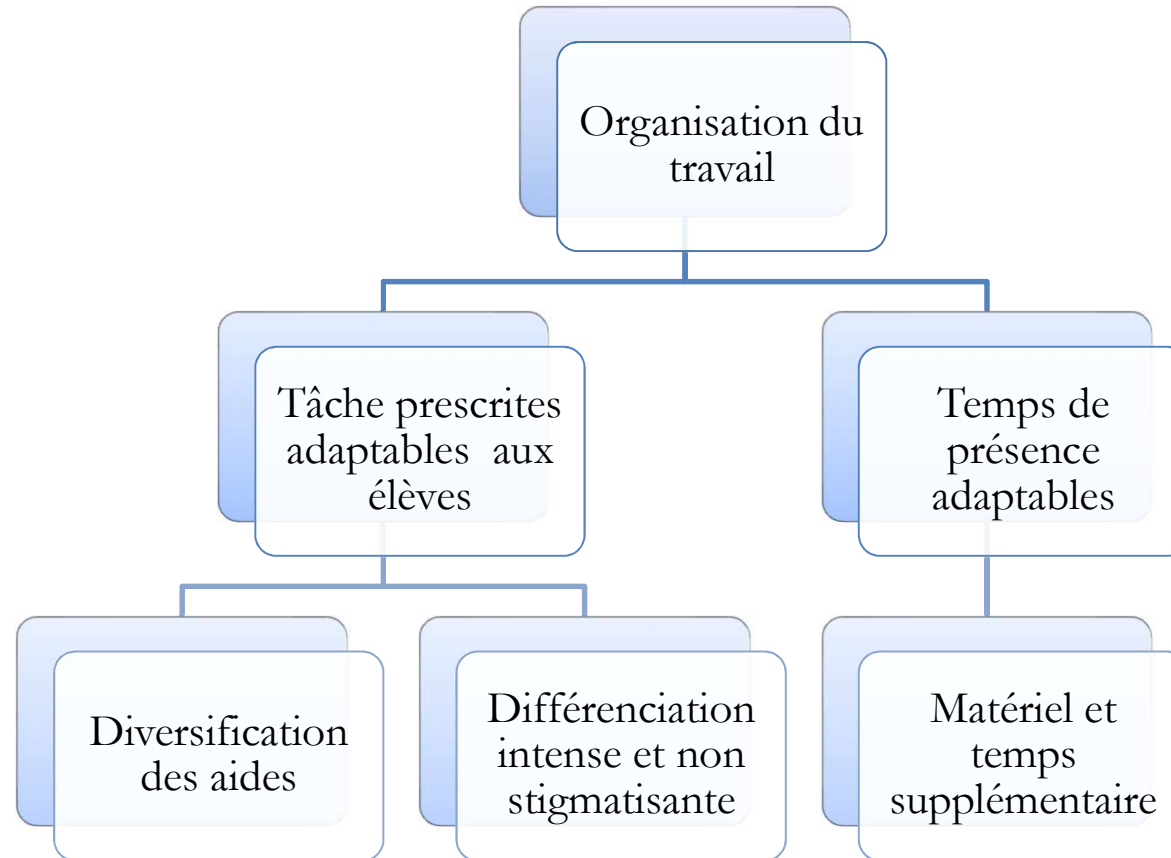 Organisation du
travail
Tâche prescrites
adaptables  aux
élèves
Temps de
présence
adaptables
Diversification
des aides
Différenciation
intense et non
stigmatisante
Matériel et
temps
supplémentaire